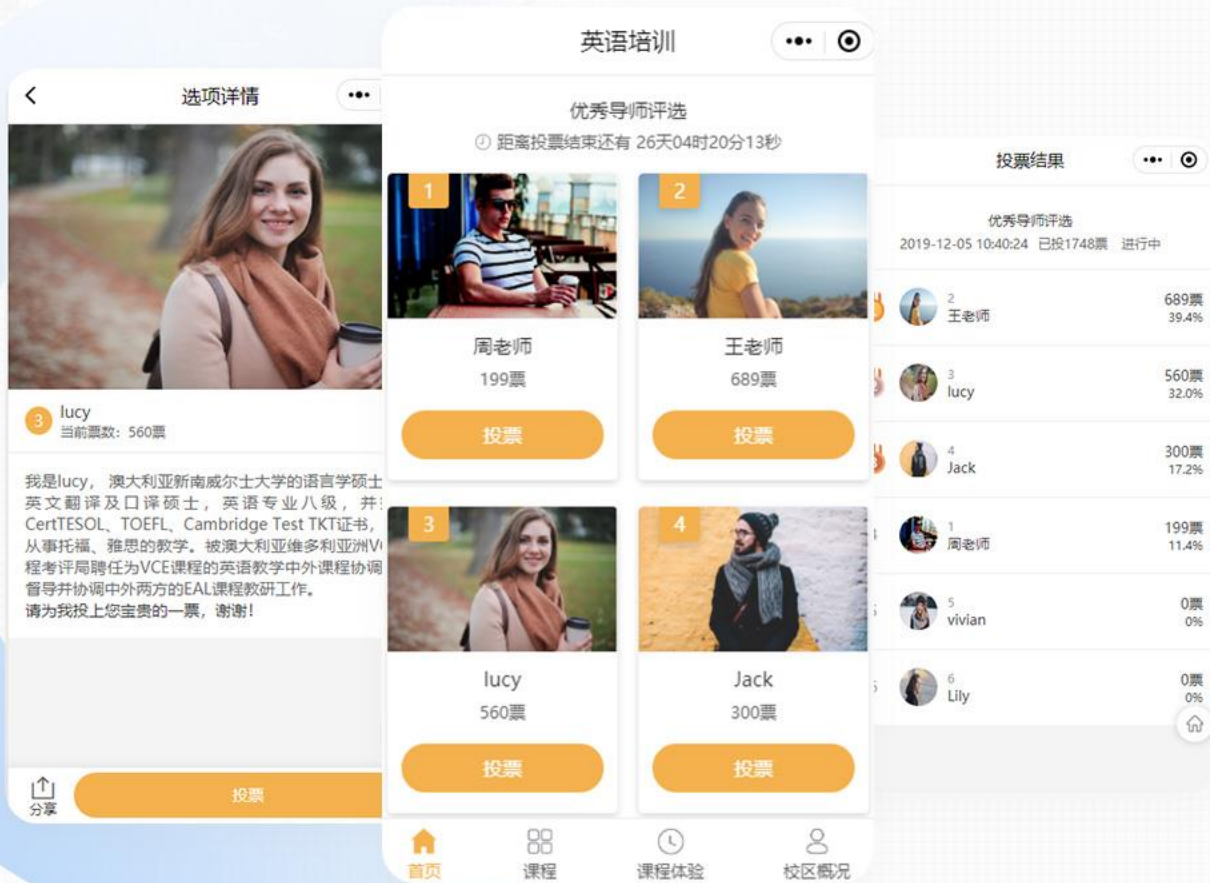 选项详情
3
lucy
当前票数：560票
我是lucy， 澳大利亚新南威尔士大学的语言学硕士
英文翻译及口译硕士，英语专业八级，并
CertTESOL、TOEFL、Cambridge Test TKT证书，
从事托福、雅思的教学。被澳大利亚维多利亚洲V
程考评局聘任为VCE课程的英语教学中外课程协调
督导并协调中外两方的EAL课程教研工作。
请为我投上您宝贵的一票，谢谢！
分享
投票
英语培训
优秀导师评选
距离投票结束还有 26天04时20分13秒
1
周老师
199票
投票
2
王老师
689票
投票
3
lucy
560票
投票
4
Jack
300票
投票
首页
课程
课程体验
校区概况
投票结果
优秀导师评选
2019-12-05 10:40:24 已投1748票 进行中
2
王老师
689票
39.4%
3
lucy
560票
32.0%
4
Jack
300票
17.2%
1
周老师
199票
11.4%
5
vivian
0票
0%
6
Lily
0票
0%